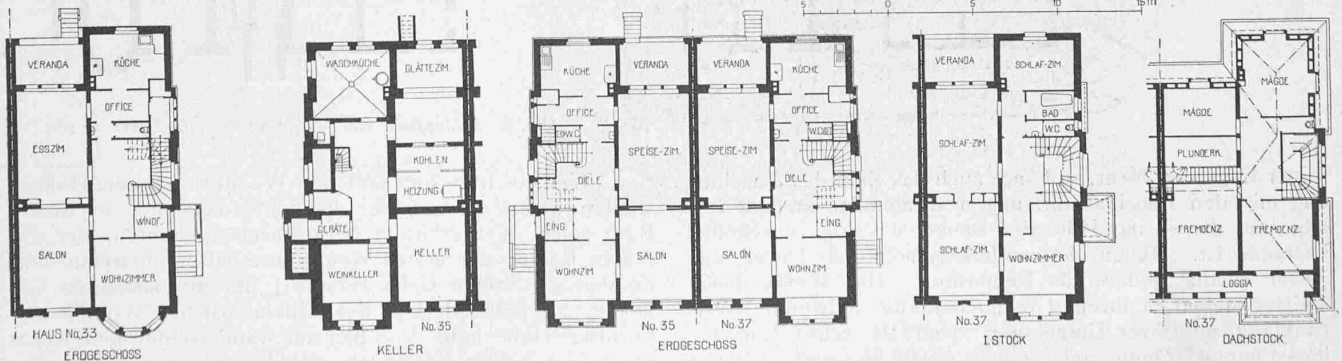 5 0 5 10 15 m
VERANDA
KÜCHE
OFFICE
ESSZIM.
WINDF.
SALON
WOHNZIMMER
HAUS No. 33
ERDGESCHOSS
WASCHKÜCHE
GLÄTTEZIM.
KOHLEN
HEIZUNG
GERÄTE
KELLER
WEINKELLER
No. 35
KELLER
KÜCHE
VERANDA
VERANDA
KÜCHE
OFFICE
OFFICE
W.C.
W.C.
SPEISE-ZIM.
SPEISE-ZIM.
DIELE
DIELE
EING.
EING.
WOHNZIM.
SALON
SALON
WOHNZIM.
No. 35
No. 37
ERDGESCHOSS
VERANDA
SCHLAF-ZIM.
BAD
W.C.
SCHLAF-ZIM.
SCHLAF-ZIM.
WOHNZIMMER
No. 37
I. STOCK
MÄGDE
MÄGDE
PLUNDERK.
FREMDENZ.
FREMDENZ.
LOGGIA
No. 37
DACHSTOCK